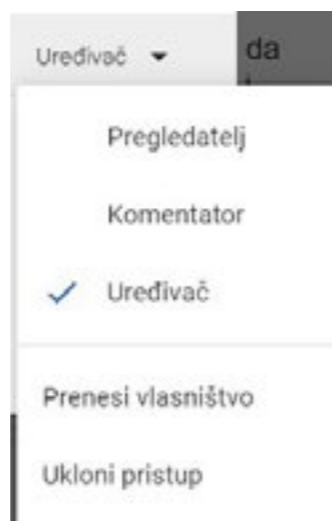 Uređivač
da
Pregledatelj
Komentator
Uređivač
Prenesi vlasništvo
Ukloni pristup